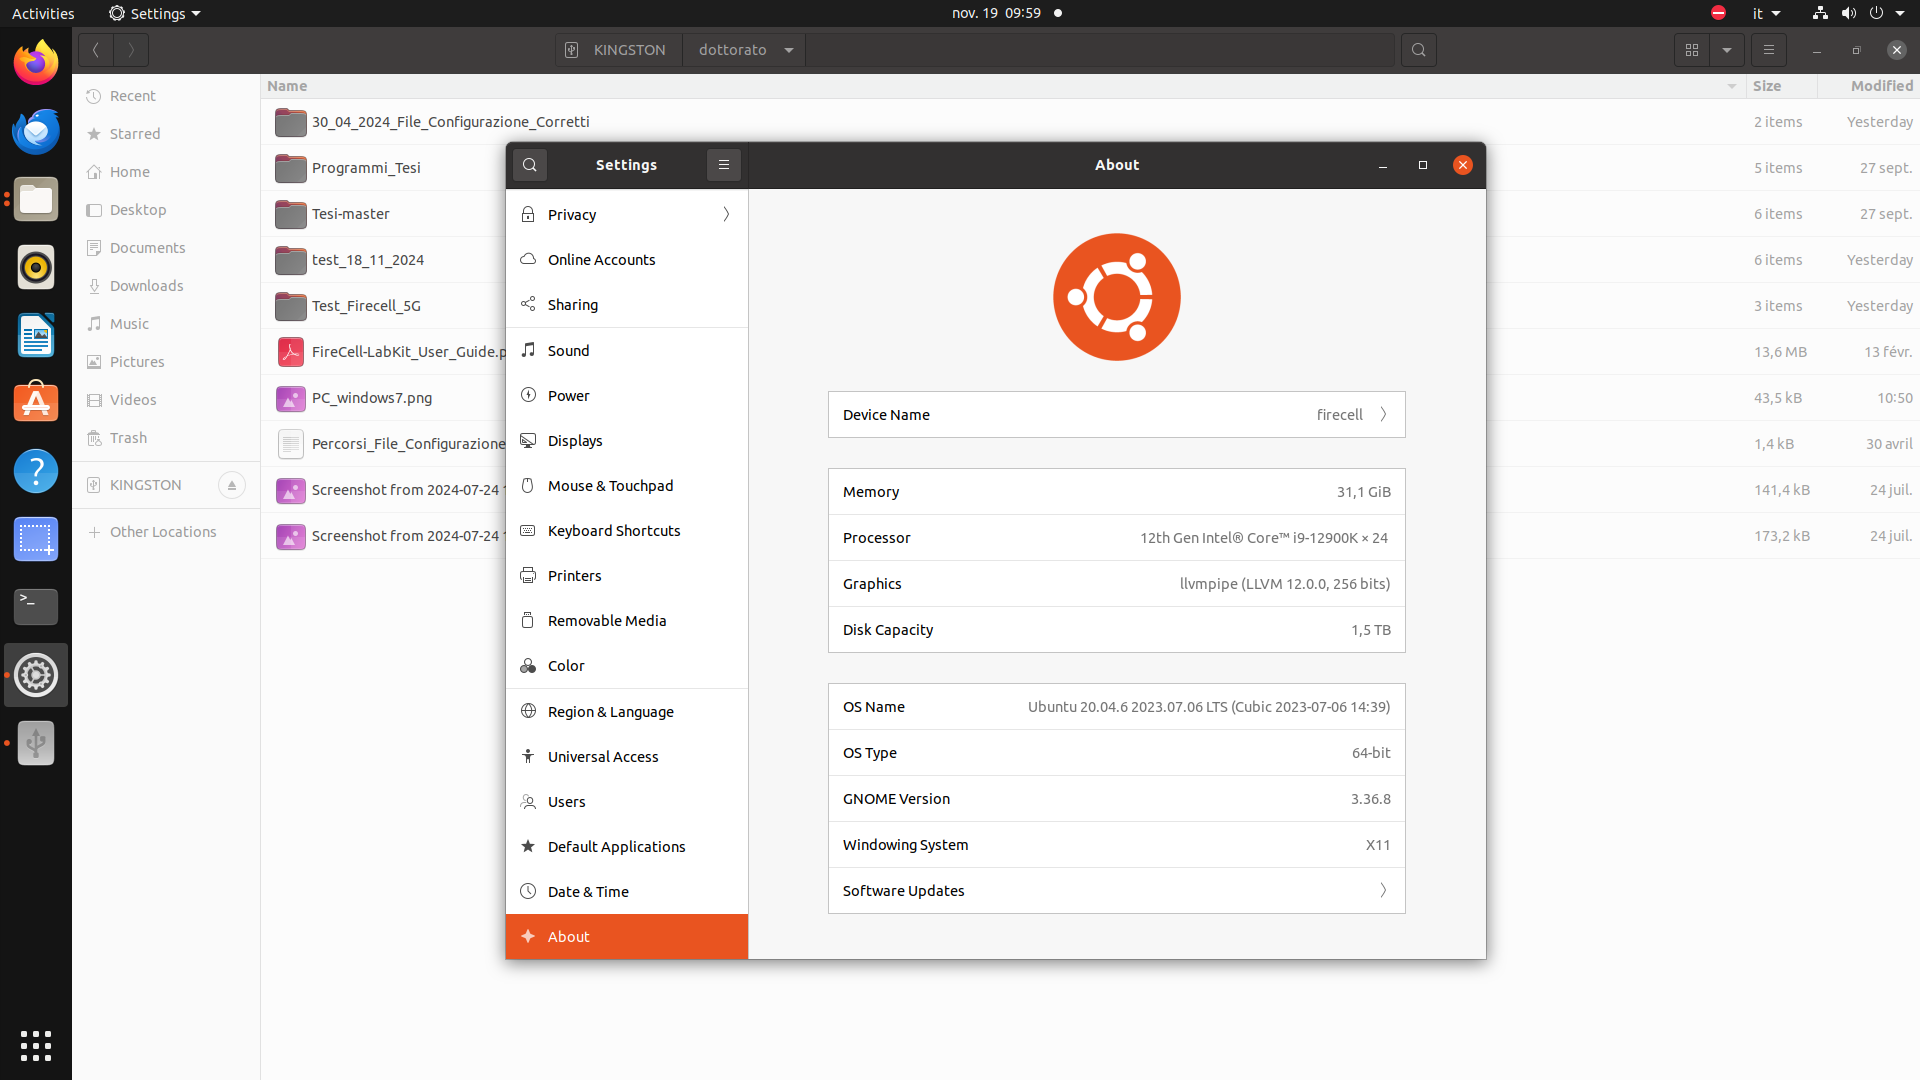 Activities
Settings
nov. 19 09:59
it
KINGSTON
dottorato
Recent
Starred
Home
Desktop
Documents
Downloads
Music
Pictures
Videos
Trash
KINGSTON
Other Locations
Name Size Modified
30_04_2024_File_Configurazione_Corretti 2 items Yesterday
Programmi_Tesi 5 items 27 sept.
Tesi-master 6 items 27 sept.
test_18_11_2024 6 items Yesterday
Test_Firecell_5G 3 items Yesterday
FireCell-LabKit_User_Guide.p 13,6 MB 13 févr.
PC_windows7.png 43,5 kB 10:50
Percorsi_File_Configurazione 1,4 kB 30 avril
Screenshot from 2024-07-24 1 141,4 kB 24 juil.
Screenshot from 2024-07-24 1 173,2 kB 24 juil.
Settings
Privacy
Online Accounts
Sharing
Sound
Power
Displays
Mouse & Touchpad
Keyboard Shortcuts
Printers
Removable Media
Color
Region & Language
Universal Access
Users
Default Applications
Date & Time
About
About
Device Name firecell
Memory 31,1 GiB
Processor 12th Gen Intel® Core™ i9-12900K × 24
Graphics llvmpipe (LLVM 12.0.0, 256 bits)
Disk Capacity 1,5 TB
OS Name Ubuntu 20.04.6 2023.07.06 LTS (Cubic 2023-07-06 14:39)
OS Type 64-bit
GNOME Version 3.36.8
Windowing System X11
Software Updates